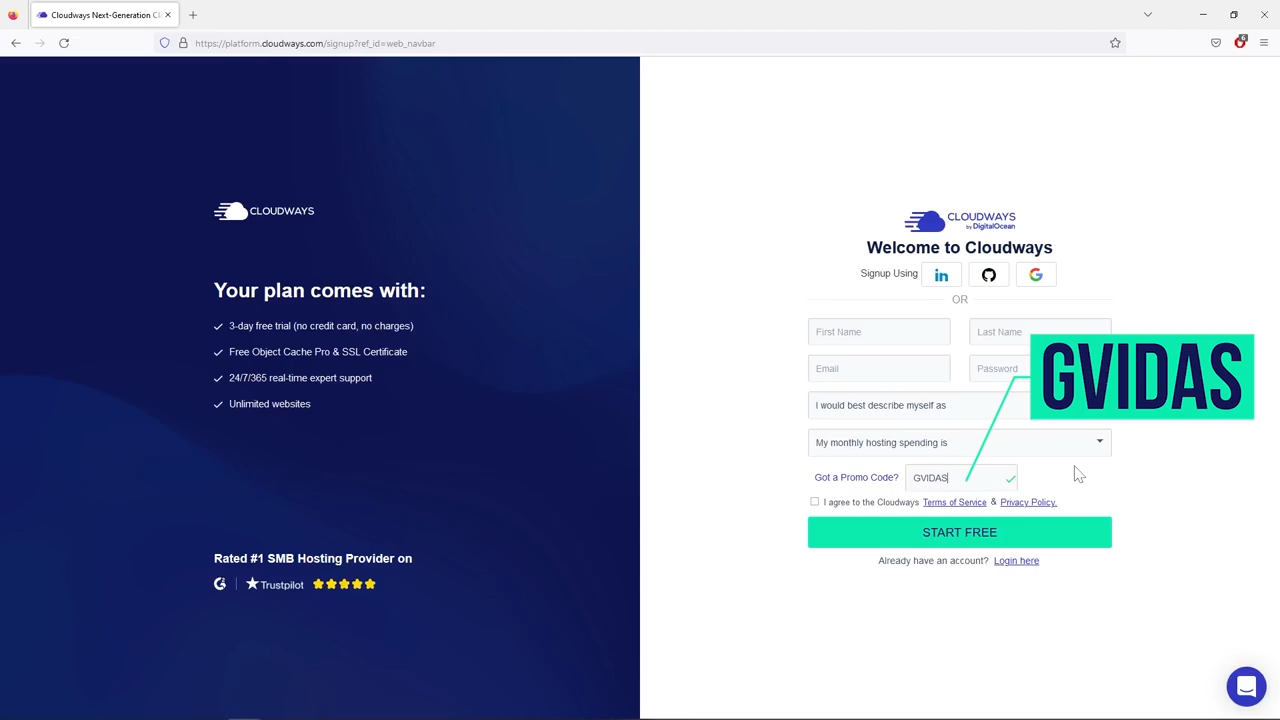 Cloudways Next-Generation Cl
https://platform.cloudways.com/signup?ref_id=web_navbar
6
CLOUDWAYS
Your plan comes with:
3-day free trial (no credit card, no charges)
Free Object Cache Pro & SSL Certificate
24/7/365 real-time expert support
Unlimited websites
Rated #1 SMB Hosting Provider on
Trustpilot
CLOUDWAYS
by DigitalOcean
Welcome to Cloudways
Signup Using in G
OR
First Name Last Name
Email Password
GVIDAS
I would best describe myself as
My monthly hosting spending is
Got a Promo Code? GVIDAS
I agree to the Cloudways Terms of Service & Privacy Policy.
START FREE
Already have an account? Login here